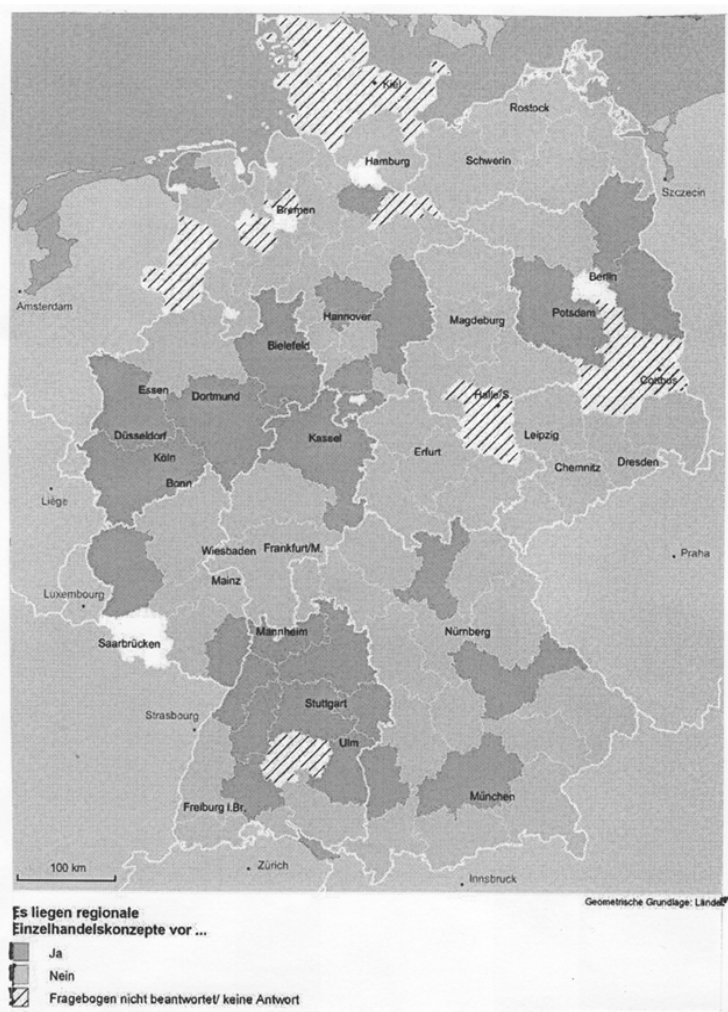 Kiel
Rostock
Hamburg
Schwerin
Szczecin
Bremen
Berlin
Amsterdam
Hannover
Magdeburg
Potsdam
Bielefeld
Essen
Dortmund
Halle/S.
Cottbus
Düsseldorf
Kassel
Leipzig
Köln
Erfurt
Dresden
Chemnitz
Bonn
Liège
Wiesbaden
Frankfurt/M.
Praha
Mainz
Luxembourg
Mannheim
Nürnberg
Saarbrücken
Stuttgart
Strasbourg
Ulm
München
Freiburg i.Br.
100 km
Zürich
Innsbruck
Geometrische Grundlage:
Es liegen regionale
Einzelhandelskonzepte vor ...
Ja
Nein
Fragebogen nicht beantwortet/ keine Antwort